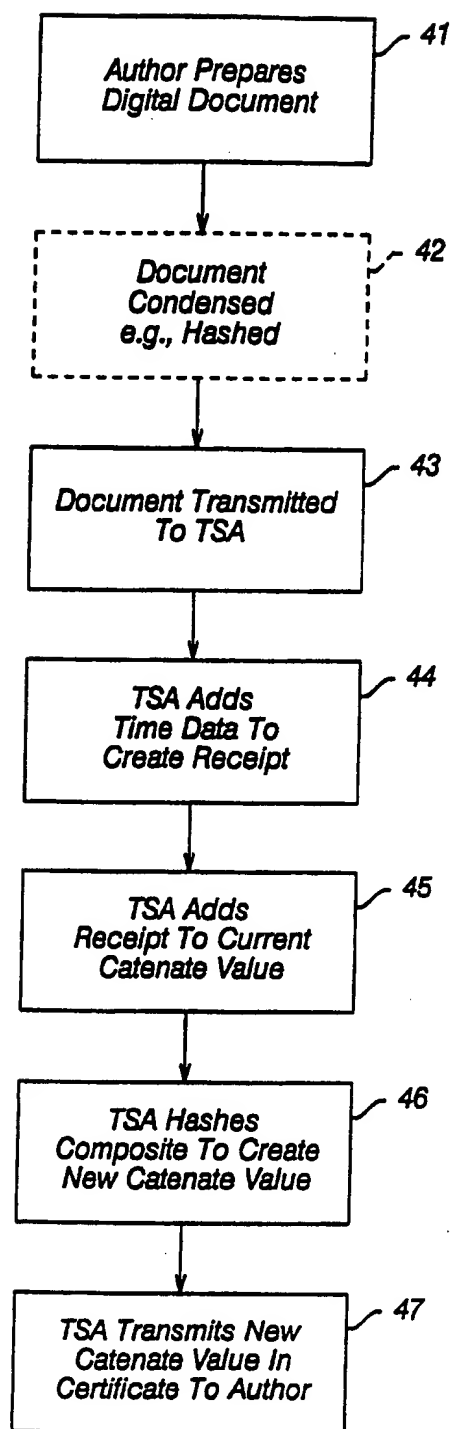 41
Author Prepares
Digital Document
42
Document
Condensed
e.g., Hashed
43
Document Transmitted
To TSA
44
TSA Adds
Time Data To
Create Receipt
45
TSA Adds
Receipt To Current
Catenate Value
46
TSA Hashes
Composite To Create
New Catenate Value
47
TSA Transmits New
Catenate Value In
Certificate To Author